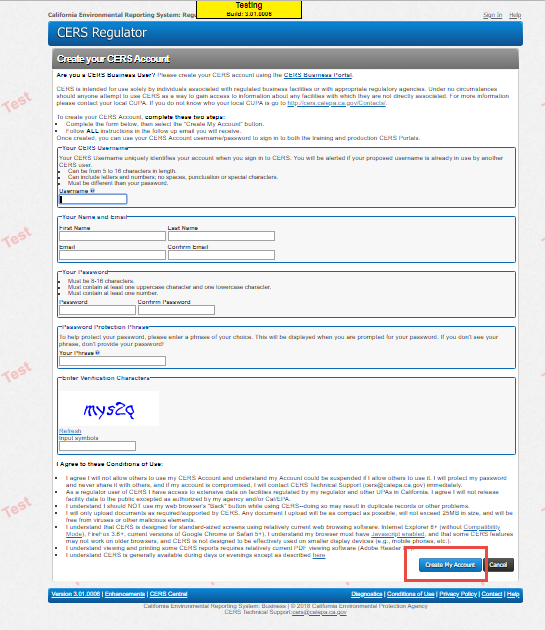 Testing
Build: 3.01.0006
California Environmental Reporting System: Regu
Sign In Help
CERS Regulator
Create your CERS Account
Are you a CERS Business User? Please create your CERS account using the CERS Business Portal.
CERS is intended for use solely by individuals associated with regulated business facilities or with appropriate regulatory agencies. Under no circumstances
should anyone attempt to use CERS as a way to gain access to information about any facilities with which they are not directly associated. For more information
please contact your local CUPA. If you do not know who your local CUPA is go to http://cers.calepa.ca.gov/Contacts/.
To create your CERS Account, complete these two steps:
Complete the form below, then select the "Create My Account" button.
Follow ALL instructions in the follow up email you will receive.
Once created, you can use your CERS Account username/password to sign in to both the training and production CERS Portals.
Your CERS Username
Your CERS Username uniquely identifies your account when you sign in to CERS. You will be alerted if your proposed username is already in use by another
CERS user.
Can be from 5 to 16 characters in length.
Can include letters and numbers; no spaces, punctuation or special characters.
Must be different than your password.
Username
Your Name and Email
First Name Last Name
Email Confirm Email
Your Password
Must be 8-16 characters.
Must contain at least one uppercase character and one lowercase character.
Must contain at least one number.
Password Confirm Password
Password Protection Phrase
To help protect your password, please enter a phrase of your choice. This will be displayed when you are prompted for your password. If you don't see your
phrase, don't provide your password!
Your Phrase
Enter Verification Characters
mys2q
Refresh
Input symbols
I Agree to these Conditions of Use:
I agree I will not allow others to use my CERS Account and understand my Account could be suspended if I allow others to use it. I will protect my password
and never share it with others, and if my account is compromised, I will contact CERS Technical Support (cers@calepa.ca.gov) immediately.
As a regulator user of CERS I have access to extensive data on facilities regulated by my regulator and other UPAs in California. I agree I will not release
facility data to the public excepted as authorized by my agency and/or Cal/EPA.
I understand I should NOT use my web browser's "Back" button while using CERS--doing so may result in duplicate records or other problems.
I will only upload documents as required/supported by CERS. Any document I upload will be as compact as possible, will not exceed 25MB in size, and will be
free from viruses or other malicious elements.
I understand that CERS is designed for standard-sized screens using relatively current web browsing software: Internet Explorer 8+ (without Compatibility
Mode), FireFox 3.6+, current versions of Google Chrome or Safari 5+), I understand my browser must have Javascript enabled, and that some CERS features
may not work on older browsers, and CERS is not designed to be effectively used on smaller display devices (e.g., mobile phones, etc.).
I understand viewing and printing some CERS reports requires relatively current PDF viewing software (Adobe Reader
I understand CERS is generally available during days or evenings except as described here
Create My Account Cancel
Version 3.01.0006 | Enhancements | CERS Central
Diagnostics | Conditions of Use | Privacy Policy | Contact | Help
California Environmental Reporting System: Business | © 2018 California Environmental Protection Agency
CERS Technical Support:cers@calepa.ca.gov
Test
Test
Test
Test
Test
Test
Test
Test